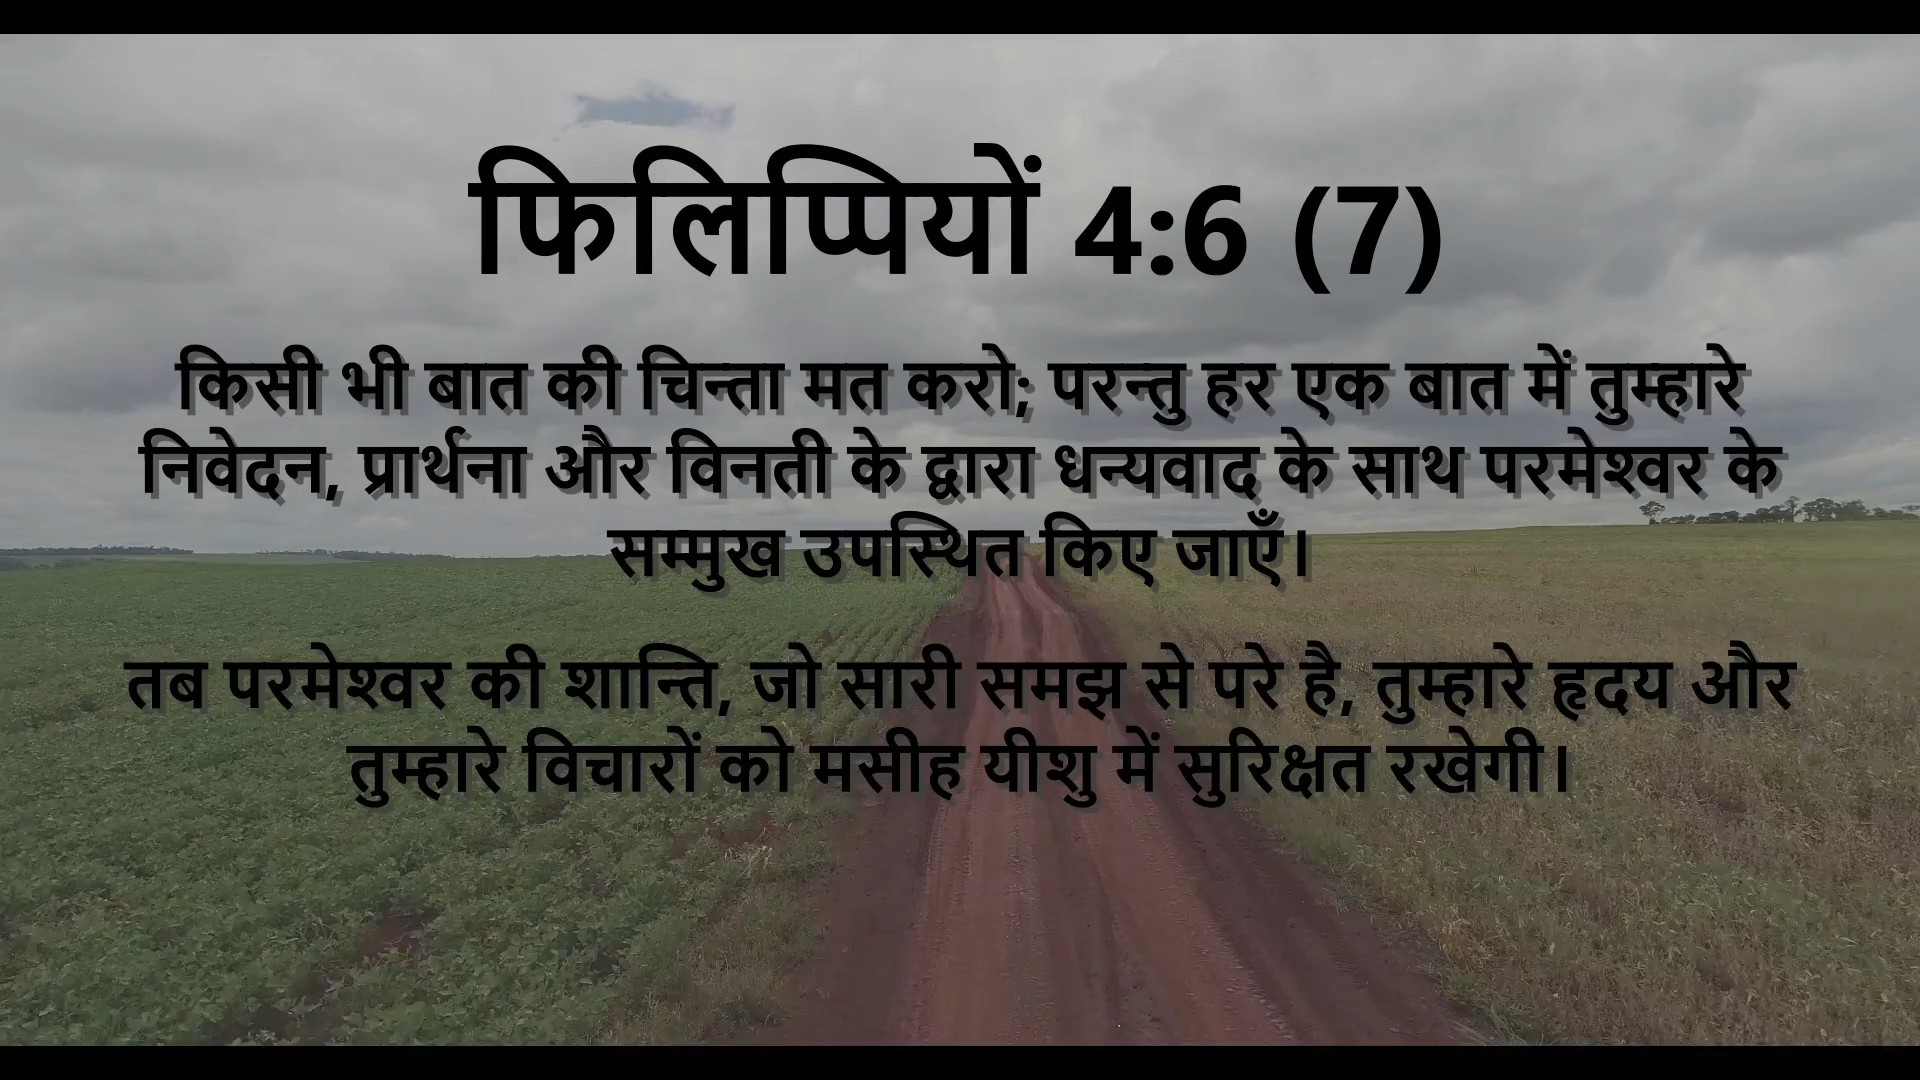 फिलिप्पियों 4:6 (7)
किसी भी बात की चिन्ता मत करो; परन्तु हर एक बात में तुम्हारे
निवेदन, प्रार्थना और विनती के द्वारा धन्यवाद के साथ परमेश्वर के
सम्मुख उपस्थित किए जाएँ।
तब परमेश्वर की शान्ति, जो सारी समझ से परे है, तुम्हारे हृदय और
तुम्हारे विचारों को मसीह यीशु में सुरक्षित रखेगी।